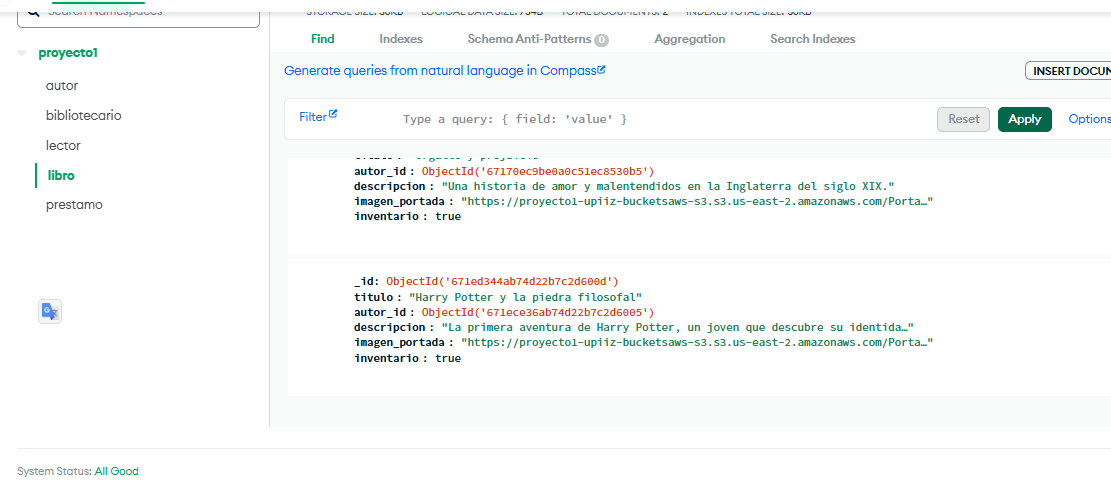 Search Namespaces
STORAGE SIZE: 36KB LOGICAL DATA SIZE: 734B TOTAL DOCUMENTS: 2 INDEXES TOTAL SIZE: 36KB
proyecto1
autor
bibliotecario
lector
libro
prestamo
Find Indexes Schema Anti-Patterns 0 Aggregation Search Indexes
Generate queries from natural language in Compass
INSERT DOCUM
Filter Type a query: { field: 'value' } Reset Apply Options
autor_id : ObjectId('67170ec9be0a0c51ec8530b5')
descripcion : "Una historia de amor y malentendidos en la Inglaterra del siglo XIX."
imagen_portada : "https://proyecto1-upiiz-bucketsaws-s3.s3.us-east-2.amazonaws.com/Porta…"
inventario : true
_id: ObjectId('671ed344ab74d22b7c2d600d')
titulo : "Harry Potter y la piedra filosofal"
autor_id : ObjectId('671ece36ab74d22b7c2d6005')
descripcion : "La primera aventura de Harry Potter, un joven que descubre su identida…"
imagen_portada : "https://proyecto1-upiiz-bucketsaws-s3.s3.us-east-2.amazonaws.com/Porta…"
inventario : true
System Status: All Good